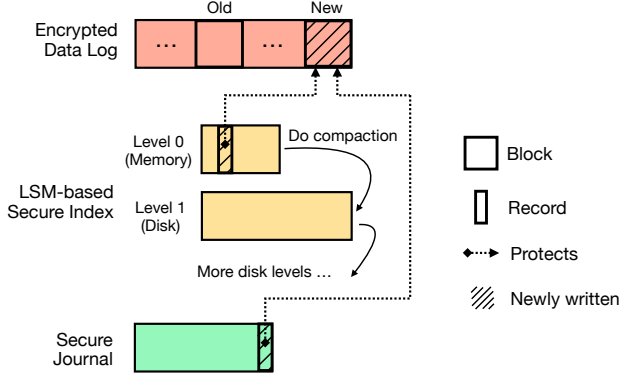 Old
New
Encrypted
Data Log
...
...
Level 0
(Memory)
Do compaction
LSM-based
Secure Index
Level 1
(Disk)
More disk levels ...
Secure
Journal
Block
Record
Protects
Newly written